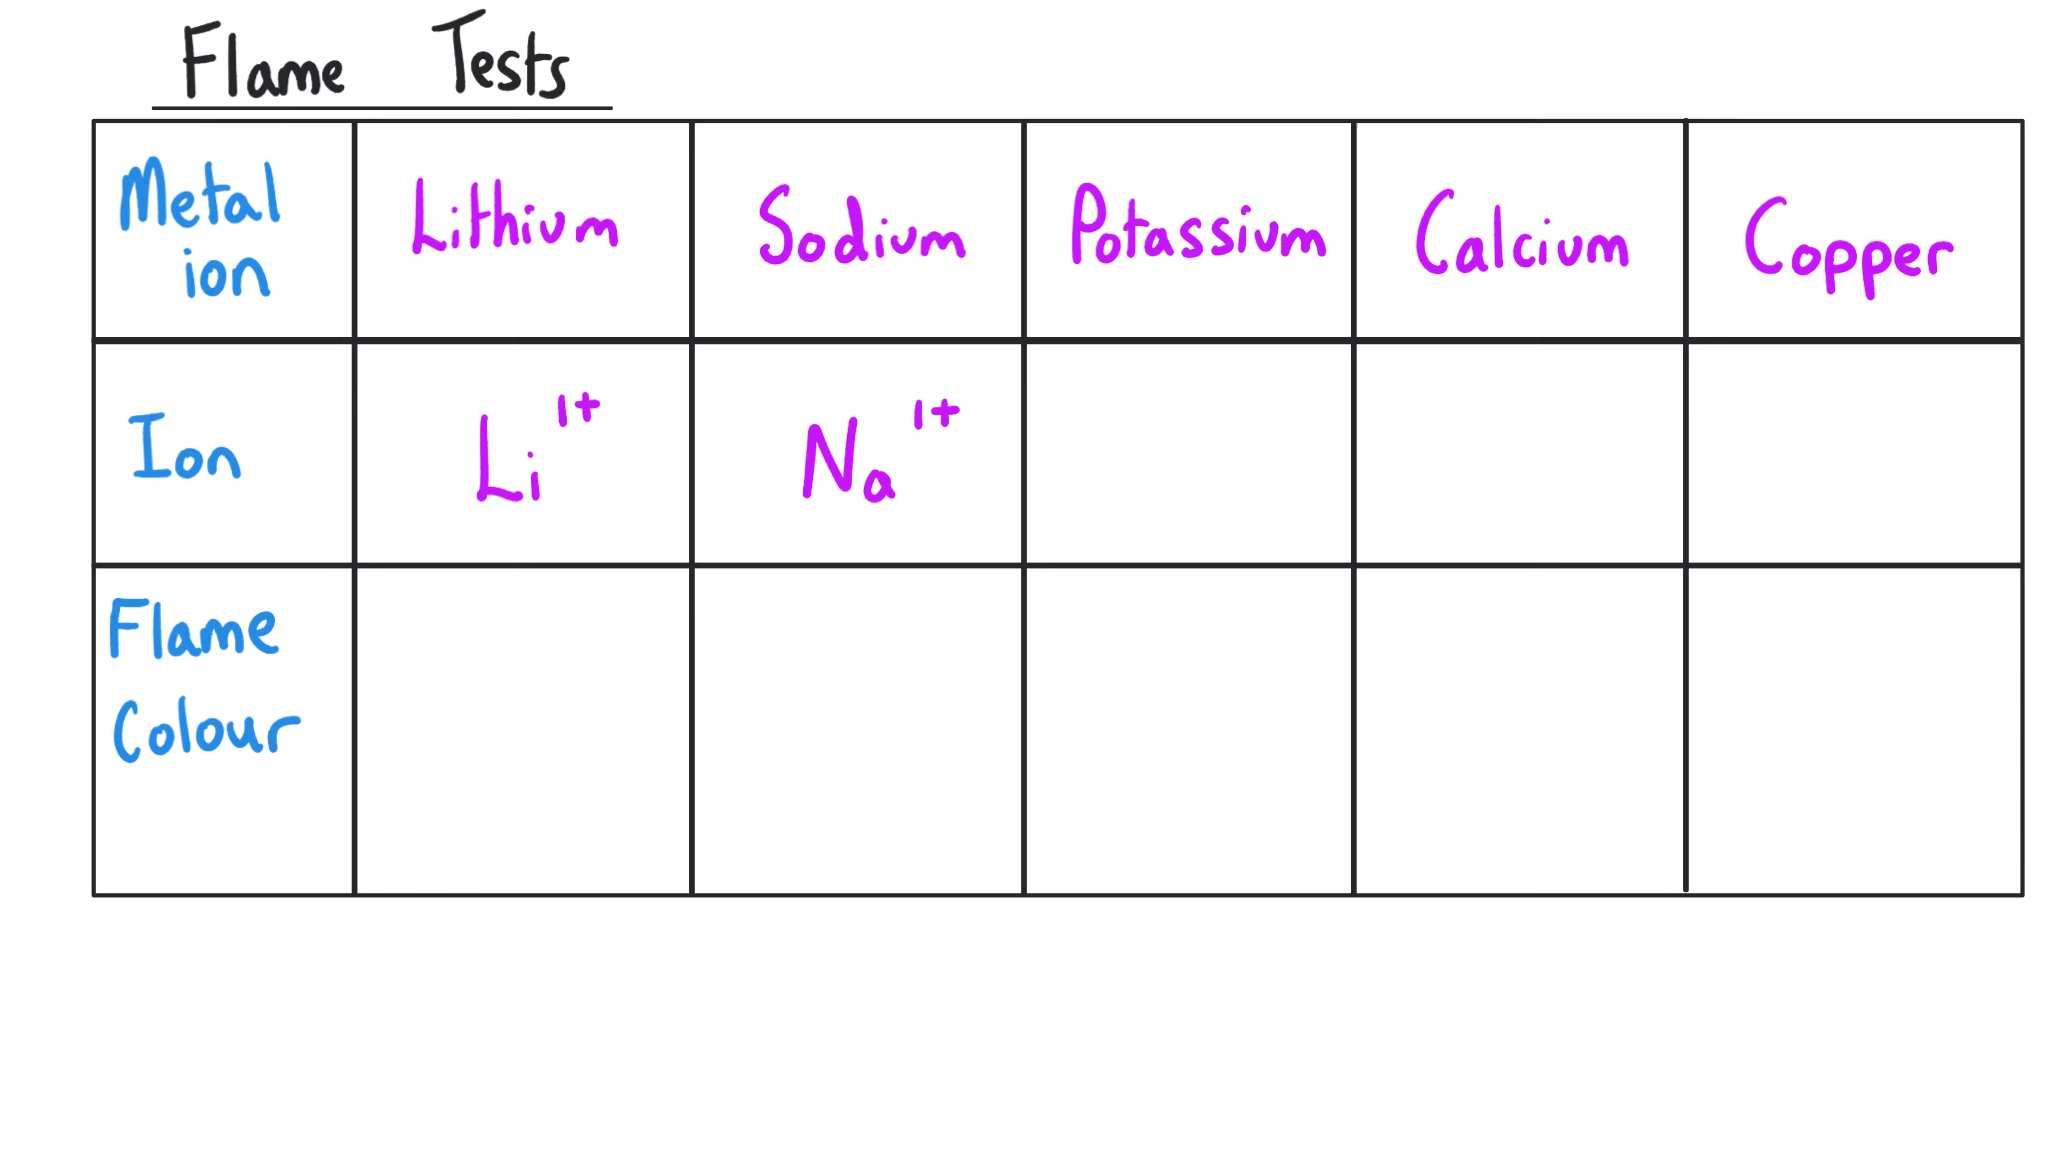 Flame Tests
Metal ion Lithium Sodium Potassium Calcium Copper
Ion Li¹⁺ Na¹⁺
Flame Colour